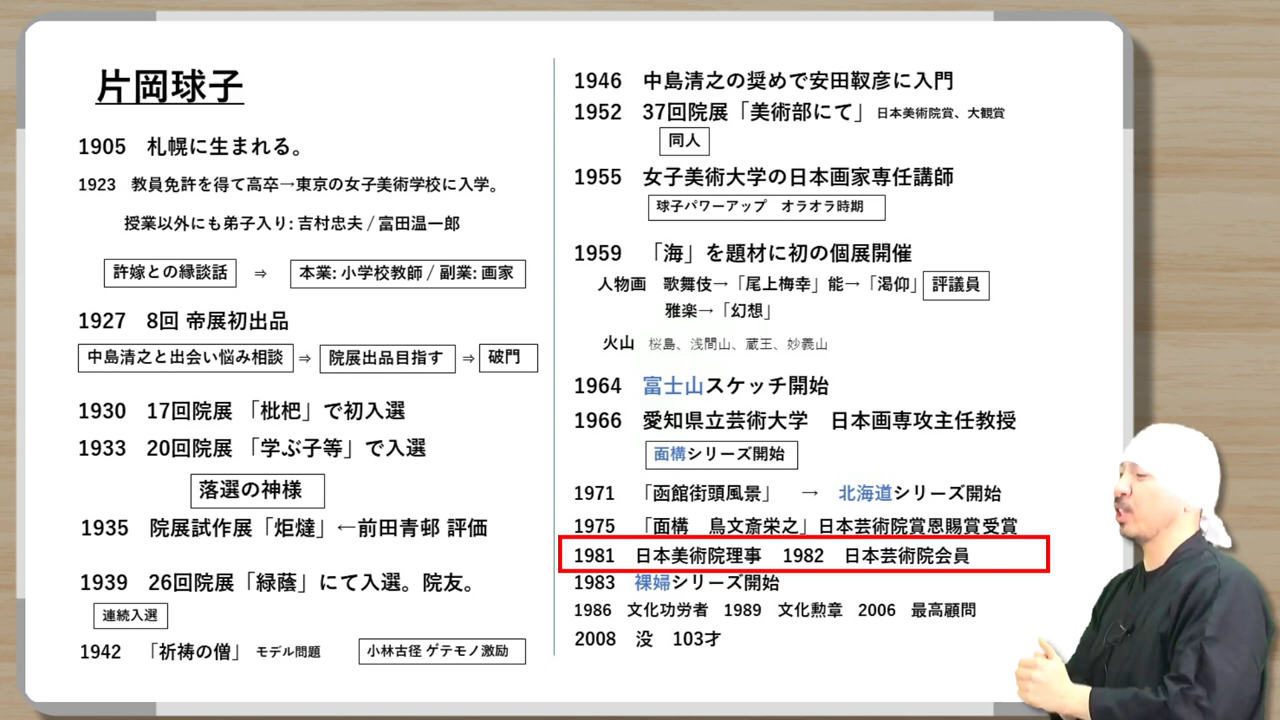 片岡球子
1905 札幌に生まれる。
1923 教員免許を得て高卒→東京の女子美術学校に入学。
授業以外にも弟子入り: 吉村忠夫 / 富田温一郎
許嫁との縁談話 ⇒ 本業: 小学校教師 / 副業: 画家
1927 8回 帝展初出品
中島清之と出会い悩み相談 ⇒ 院展出品目指す ⇒ 破門
1930 17回院展 「枇杷」で初入選
1933 20回院展 「学ぶ子等」で入選
落選の神様
1935 院展試作展「炬燵」←前田青邨 評価
1939 26回院展「緑蔭」にて入選。院友。
連続入選
1942 「祈祷の僧」 モデル問題 小林古径 ゲテモノ激励
1946 中島清之の奨めで安田靫彦に入門
1952 37回院展「美術部にて」 日本美術院賞、大観賞
同人
1955 女子美術大学の日本画家専任講師
球子パワーアップ オラオラ時期
1959 「海」を題材に初の個展開催
人物画 歌舞伎→「尾上梅幸」能→「渇仰」 評議員
雅楽→「幻想」
火山 桜島、浅間山、蔵王、妙義山
1964 富士山スケッチ開始
1966 愛知県立芸術大学 日本画専攻主任教授
面構シリーズ開始
1971 「函館街頭風景」 → 北海道シリーズ開始
1975 「面構 鳥文斎栄之」日本芸術院賞恩賜賞受賞
1981 日本美術院理事 1982 日本芸術院会員
1983 裸婦シリーズ開始
1986 文化功労者 1989 文化勲章 2006 最高顧問
2008 没 103才